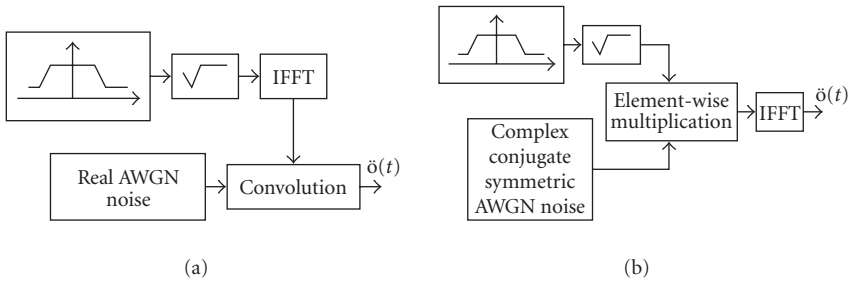 √
IFFT
Real AWGN
noise
Convolution
ö(t)
(a)
√
Element-wise
multiplication
IFFT
ö(t)
Complex
conjugate
symmetric
AWGN noise
(b)